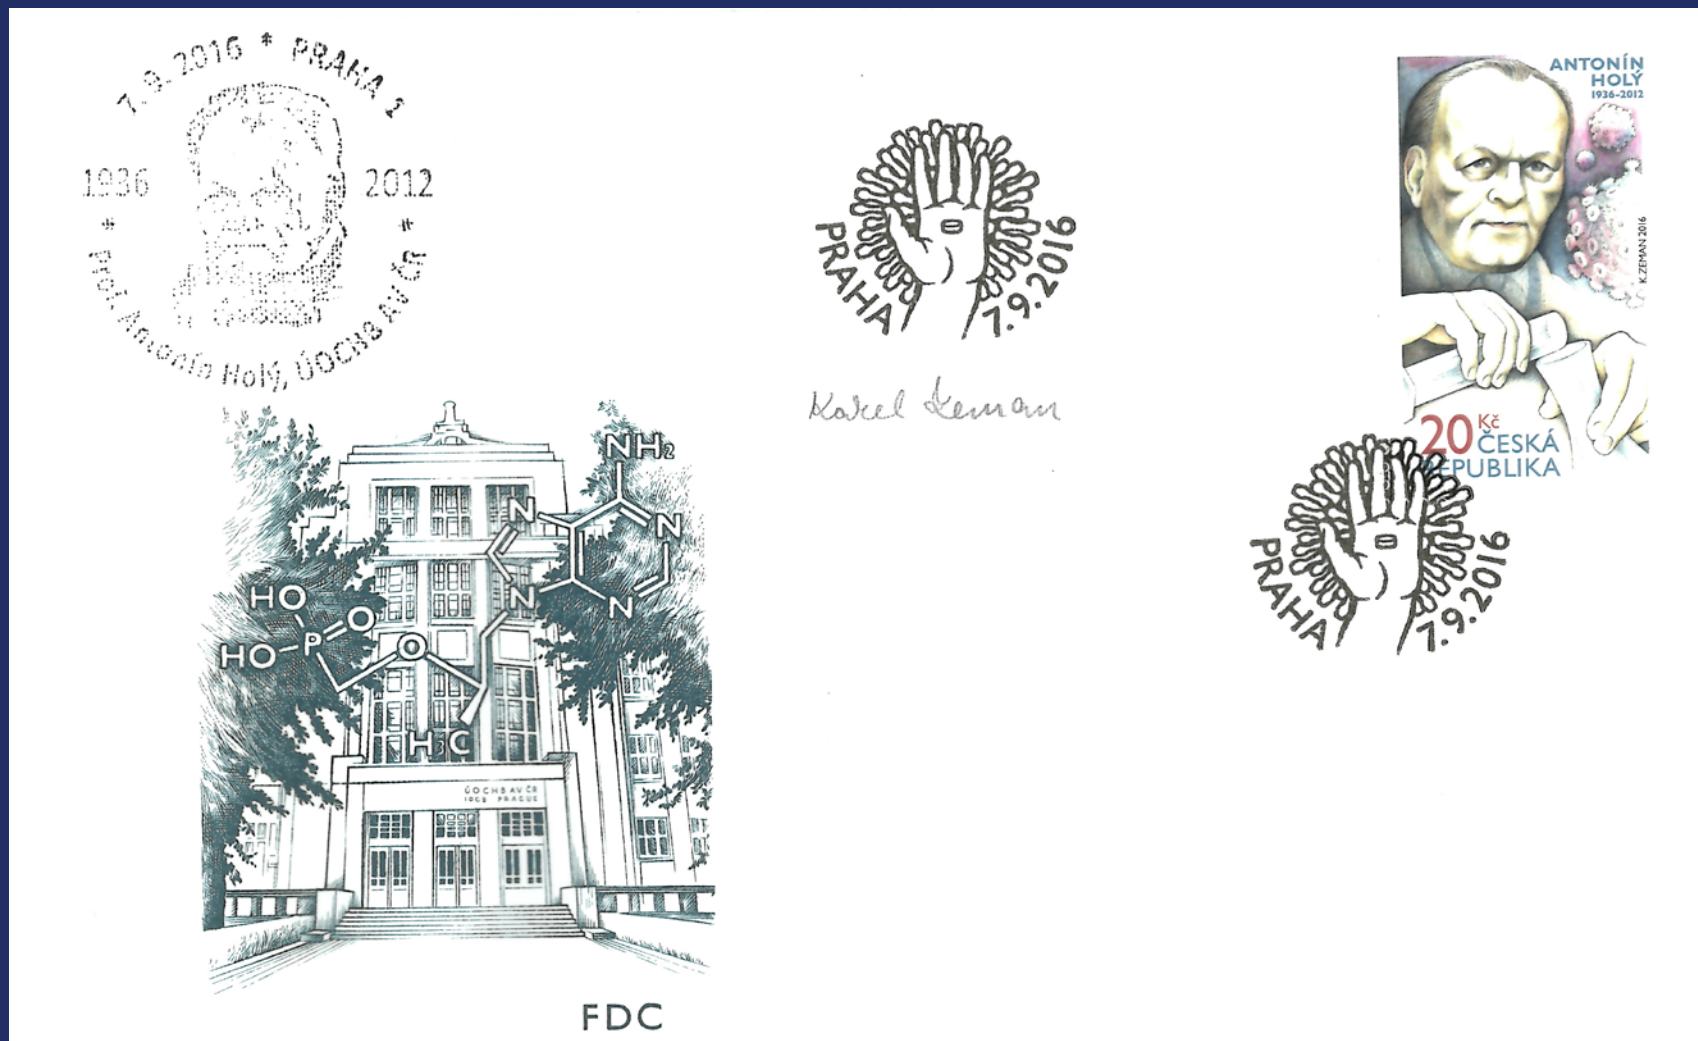 7. 9. 2016 * PRAHA 1
1936
2012
* prof. Antonín Holý, ÚOCHB AV ČR *
PRAHA 7.9.2016
Karel Zeman
ANTONÍN
HOLÝ
1936-2012
K. ZEMAN 2016
20 Kč
ČESKÁ
REPUBLIKA
PRAHA 7.9.2016
NH2
N
N
N
N
HO
O
HO
P
O
H3C
ÚOCHB AV ČR
IOCB PRAGUE
FDC